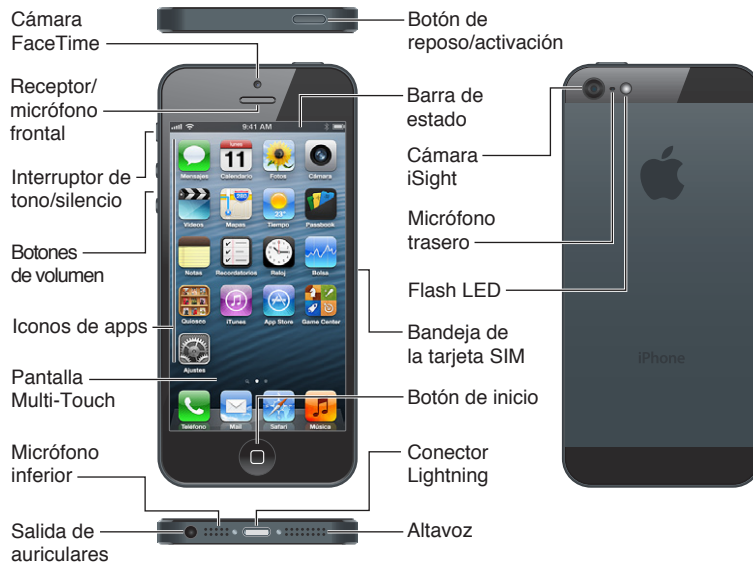 Cámara
FaceTime
Receptor/
micrófono
frontal
Interruptor de
tono/silencio
Botones
de volumen
Iconos de apps
Pantalla
Multi-Touch
Micrófono
inferior
Salida de
auriculares
9:41 AM
lunes
11
280
Mensajes Calendario Fotos Cámara
23°
Vídeos Mapas Tiempo Passbook
Notas Recordatorios Reloj Bolsa
Quiosco iTunes App Store Game Center
Ajustes
Teléfono Mail Safari Música
Botón de
reposo/activación
Barra de
estado
Cámara
iSight
Micrófono
trasero
Flash LED
Bandeja de
la tarjeta SIM
Botón de inicio
Conector
Lightning
Altavoz
iPhone